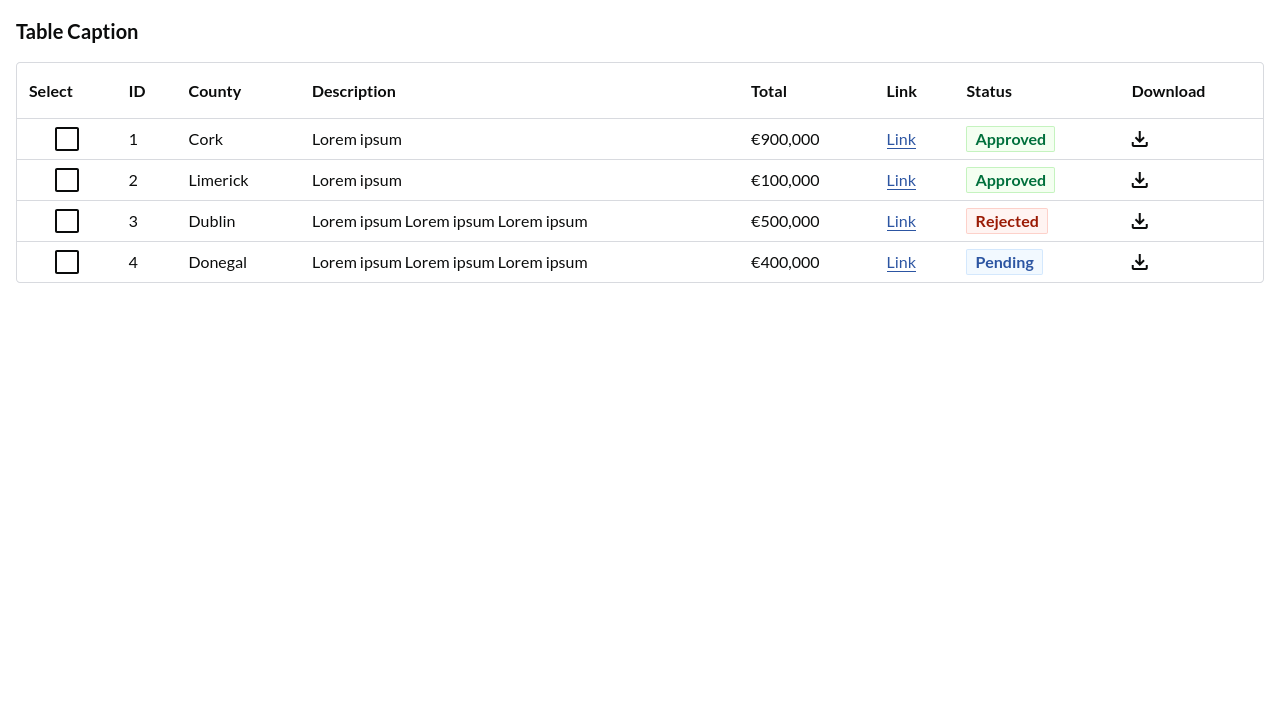 Table Caption
Select ID County Description Total Link Status Download
1 Cork Lorem ipsum €900,000 Link Approved
2 Limerick Lorem ipsum €100,000 Link Approved
3 Dublin Lorem ipsum Lorem ipsum Lorem ipsum €500,000 Link Rejected
4 Donegal Lorem ipsum Lorem ipsum Lorem ipsum €400,000 Link Pending